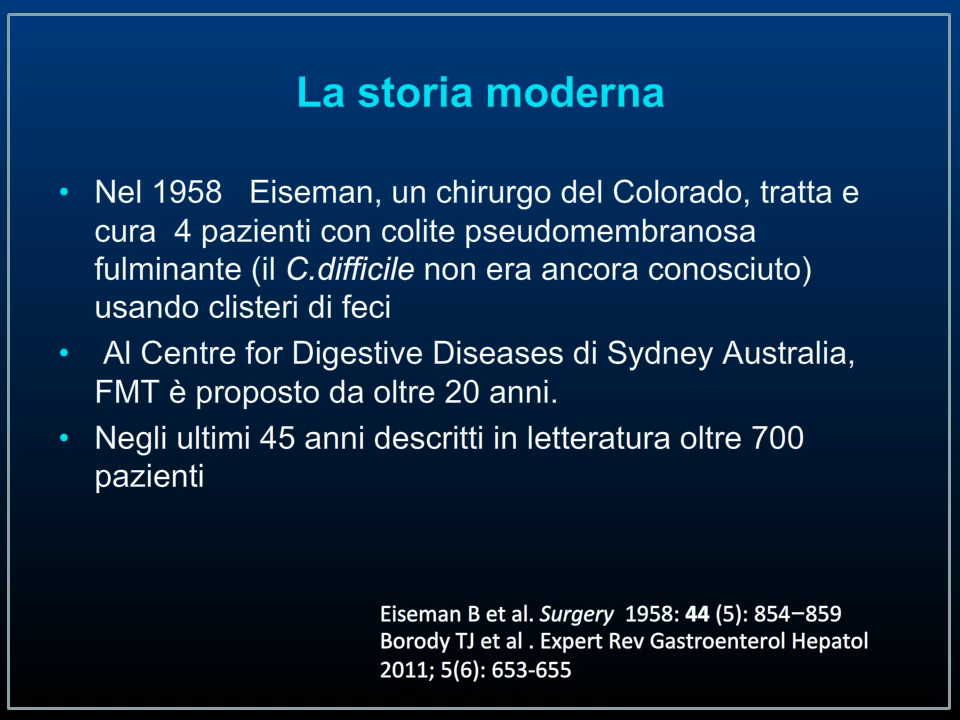 La storia moderna
• Nel 1958   Eiseman, un chirurgo del Colorado, tratta e
cura  4 pazienti con colite pseudomembranosa
fulminante (il C.difficile non era ancora conosciuto)
usando clisteri di feci
•  Al Centre for Digestive Diseases di Sydney Australia,
FMT è proposto da oltre 20 anni.
• Negli ultimi 45 anni descritti in letteratura oltre 700
pazienti
Eiseman B et al. Surgery  1958: 44 (5): 854–859
Borody TJ et al . Expert Rev Gastroenterol Hepatol
2011; 5(6): 653-655